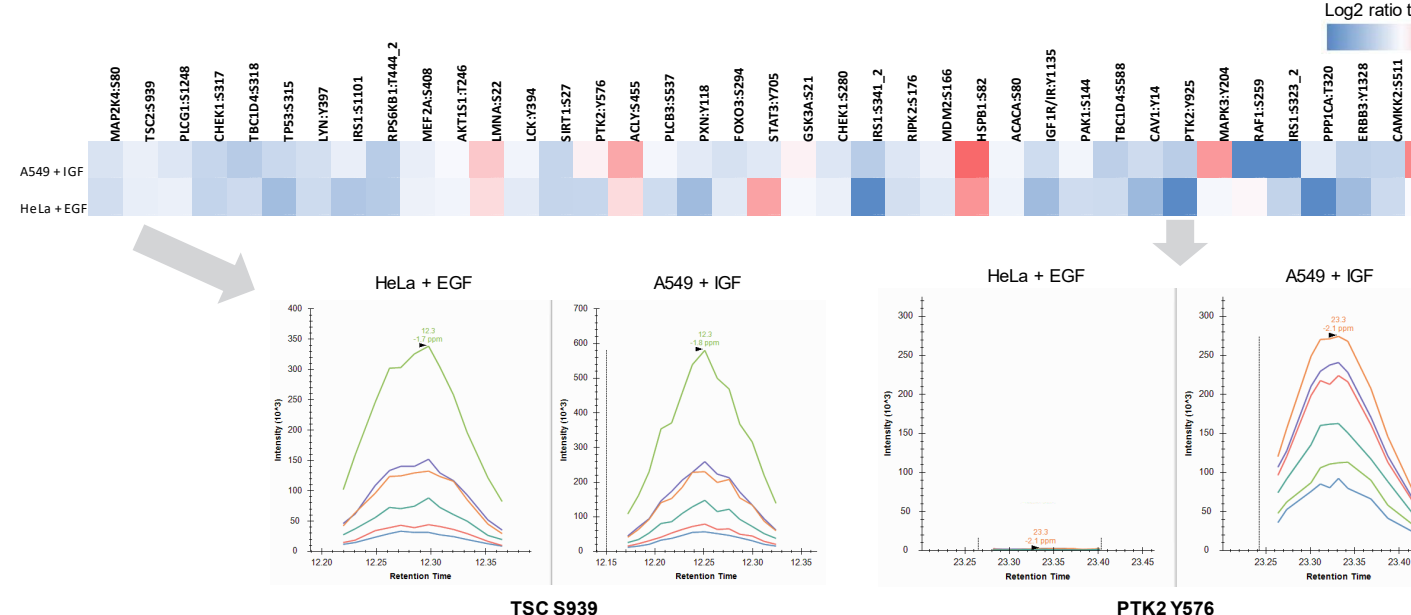 Log2 ratio t
MAP2K4:S80
TSC2:S939
PLCG1:S1248
CHEK1:S317
TBC1D4:S318
TP53:S315
LYN:Y397
IRS1:S1101
RPS6KB1:T444_2
MEF2A:S408
AKT1S1:T246
LMNA:S22
LCK:Y394
SIRT1:S27
PTK2:Y576
ACLY:S455
PLCB3:S537
PXN:Y118
FOXO3:S294
STAT3:Y705
GSK3A:S21
CHEK1:S280
IRS1:S341_2
RIPK2:S176
MDM2:S166
HSPB1:S82
ACACA:S80
IGF1R/IR:Y1135
PAK1:S144
TBC1D4:S588
CAV1:Y14
PTK2:Y925
MAPK3:Y204
RAF1:S259
IRS1:S323_2
PPP1CA:T320
ERBB3:Y1328
CAMKK2:S511
A549 + IGF
HeLa + EGF
HeLa + EGF
A549 + IGF
HeLa + EGF
A549 + IGF
400
350
300
250
200
150
100
50
0
Intensity (10^3)
12.3
-1.7 ppm
12.20
12.25
12.30
12.35
Retention Time
700
600
500
400
300
200
100
0
Intensity (10^3)
12.3
-1.8 ppm
12.15
12.20
12.25
12.30
12.35
Retention Time
300
250
200
150
100
50
0
Intensity (10^3)
23.3
-2.1 ppm
23.25
23.30
23.35
23.40
23.45
Retention Time
300
250
200
150
100
50
0
Intensity (10^3)
23.3
-2.1 ppm
23.25
23.30
23.35
23.40
Retention Time
TSC S939
PTK2 Y576